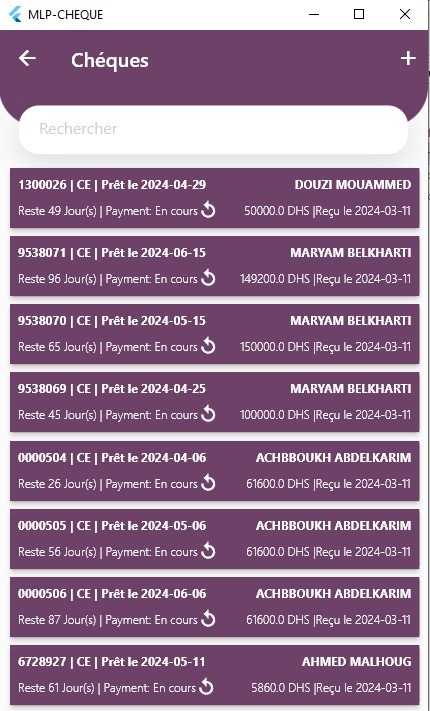 MLP-CHEQUE
Chéques
Rechercher
1300026 | CE | Prêt le 2024-04-29 DOUZI MOUAMMED
Reste 49 Jour(s) | Payment: En cours 50000.0 DHS |Reçu le 2024-03-11
9538071 | CE | Prêt le 2024-06-15 MARYAM BELKHARTI
Reste 96 Jour(s) | Payment: En cours 149200.0 DHS |Reçu le 2024-03-11
9538070 | CE | Prêt le 2024-05-15 MARYAM BELKHARTI
Reste 65 Jour(s) | Payment: En cours 150000.0 DHS |Reçu le 2024-03-11
9538069 | CE | Prêt le 2024-04-25 MARYAM BELKHARTI
Reste 45 Jour(s) | Payment: En cours 100000.0 DHS |Reçu le 2024-03-11
0000504 | CE | Prêt le 2024-04-06 ACHBBOUKH ABDELKARIM
Reste 26 Jour(s) | Payment: En cours 61600.0 DHS |Reçu le 2024-03-11
0000505 | CE | Prêt le 2024-05-06 ACHBBOUKH ABDELKARIM
Reste 56 Jour(s) | Payment: En cours 61600.0 DHS |Reçu le 2024-03-11
0000506 | CE | Prêt le 2024-06-06 ACHBBOUKH ABDELKARIM
Reste 87 Jour(s) | Payment: En cours 61600.0 DHS |Reçu le 2024-03-11
6728927 | CE | Prêt le 2024-05-11 AHMED MALHOUG
Reste 61 Jour(s) | Payment: En cours 5860.0 DHS |Reçu le 2024-03-11